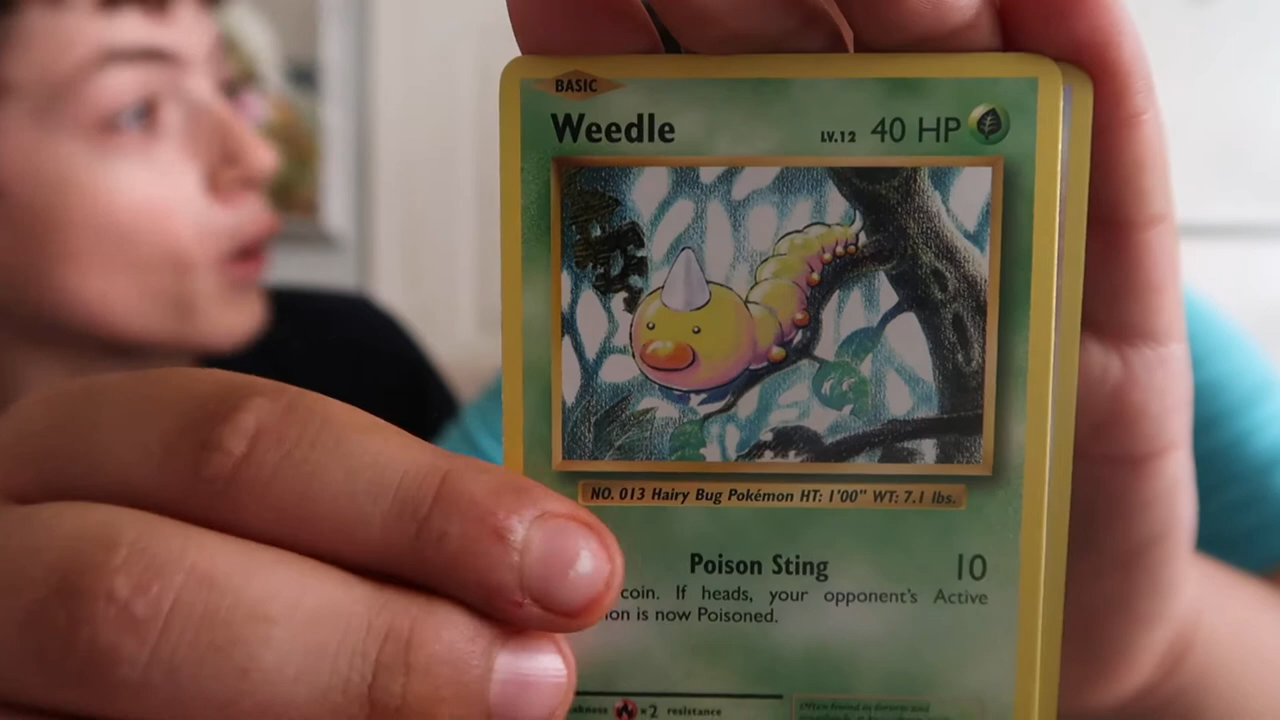 BASIC
Weedle LV.12 40 HP
NO. 013 Hairy Bug Pokémon HT: 1'00" WT: 7.1 lbs.
Poison Sting 10
coin. If heads, your opponent's Active
on is now Poisoned.
×2 resistance